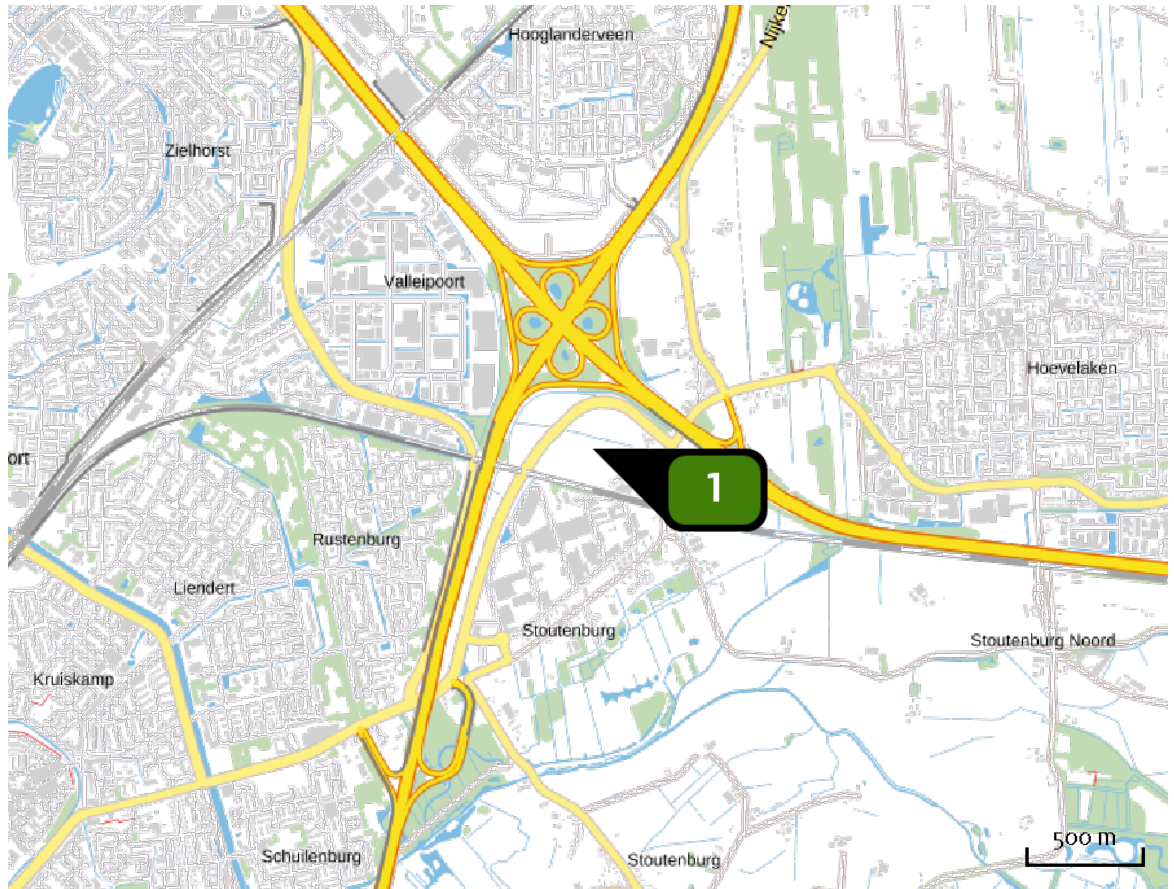 Hooglanderveen
Nijke
Zielhorst
Valleipoort
Hoevelaken
ort
1
Rustenburg
Liendert
Stoutenburg
Stoutenburg Noord
Kruiskamp
500 m
Schuilenburg
Stoutenburg